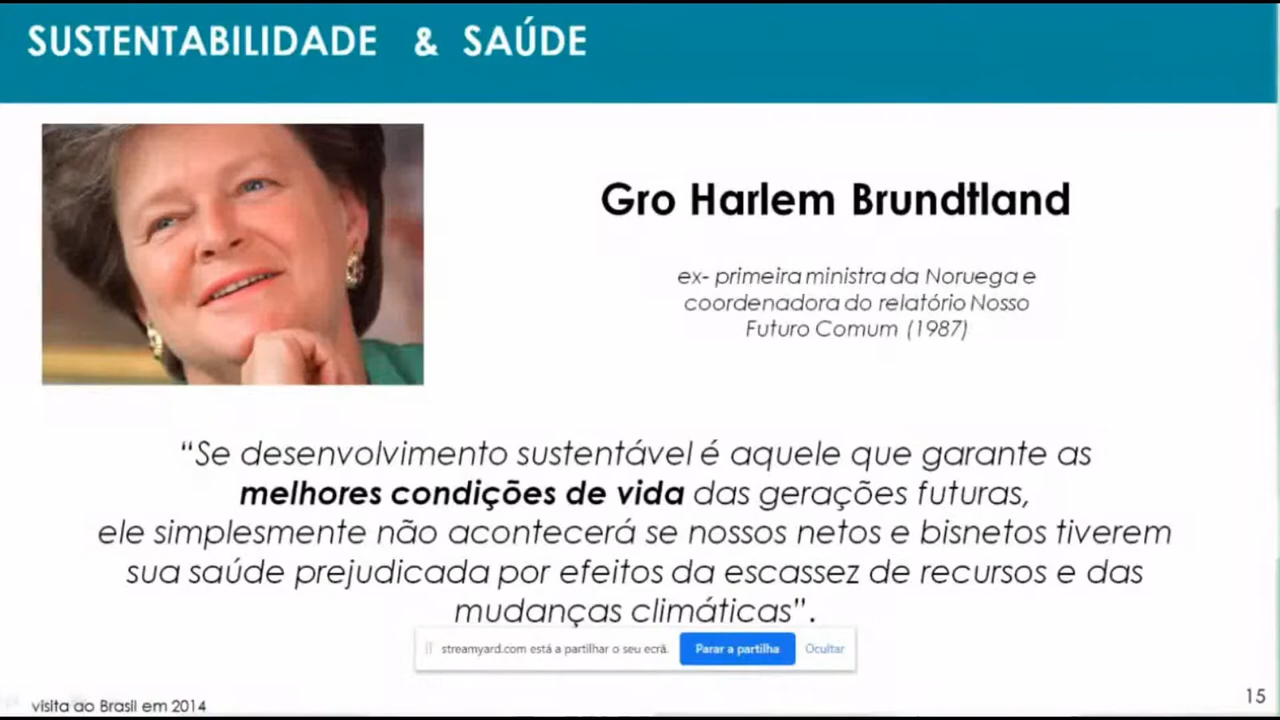 SUSTENTABILIDADE & SAÚDE
Gro Harlem Brundtland
ex- primeira ministra da Noruega e
coordenadora do relatório Nosso
Futuro Comum (1987)
“Se desenvolvimento sustentável é aquele que garante as
melhores condições de vida das gerações futuras,
ele simplesmente não acontecerá se nossos netos e bisnetos tiverem
sua saúde prejudicada por efeitos da escassez de recursos e das
mudanças climáticas”.
streamyard.com está a partilhar o seu ecrã. Parar a partilha Ocultar
visita ao Brasil em 2014
15